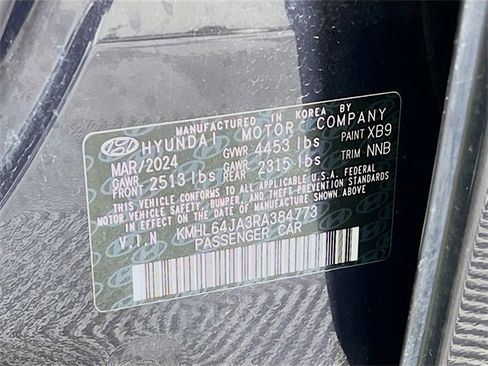 MANUFACTURED IN KOREA BY
HYUNDAI MOTOR COMPANY
MAR/2024 GVWR 4453 lbs PAINT XB9
GAWR FRONT 2513 lbs GAWR REAR 2315 lbs TRIM NNB
THIS VEHICLE CONFORMS TO ALL APPLICABLE U.S.A. FEDERAL
MOTOR VEHICLE SAFETY, BUMPER, AND THEFT-PREVENTION STANDARDS
IN EFFECT ON THE DATE OF MANUFACTURE SHOWN ABOVE.
V.I.N KMHL64JA3RA384773
PASSENGER CAR